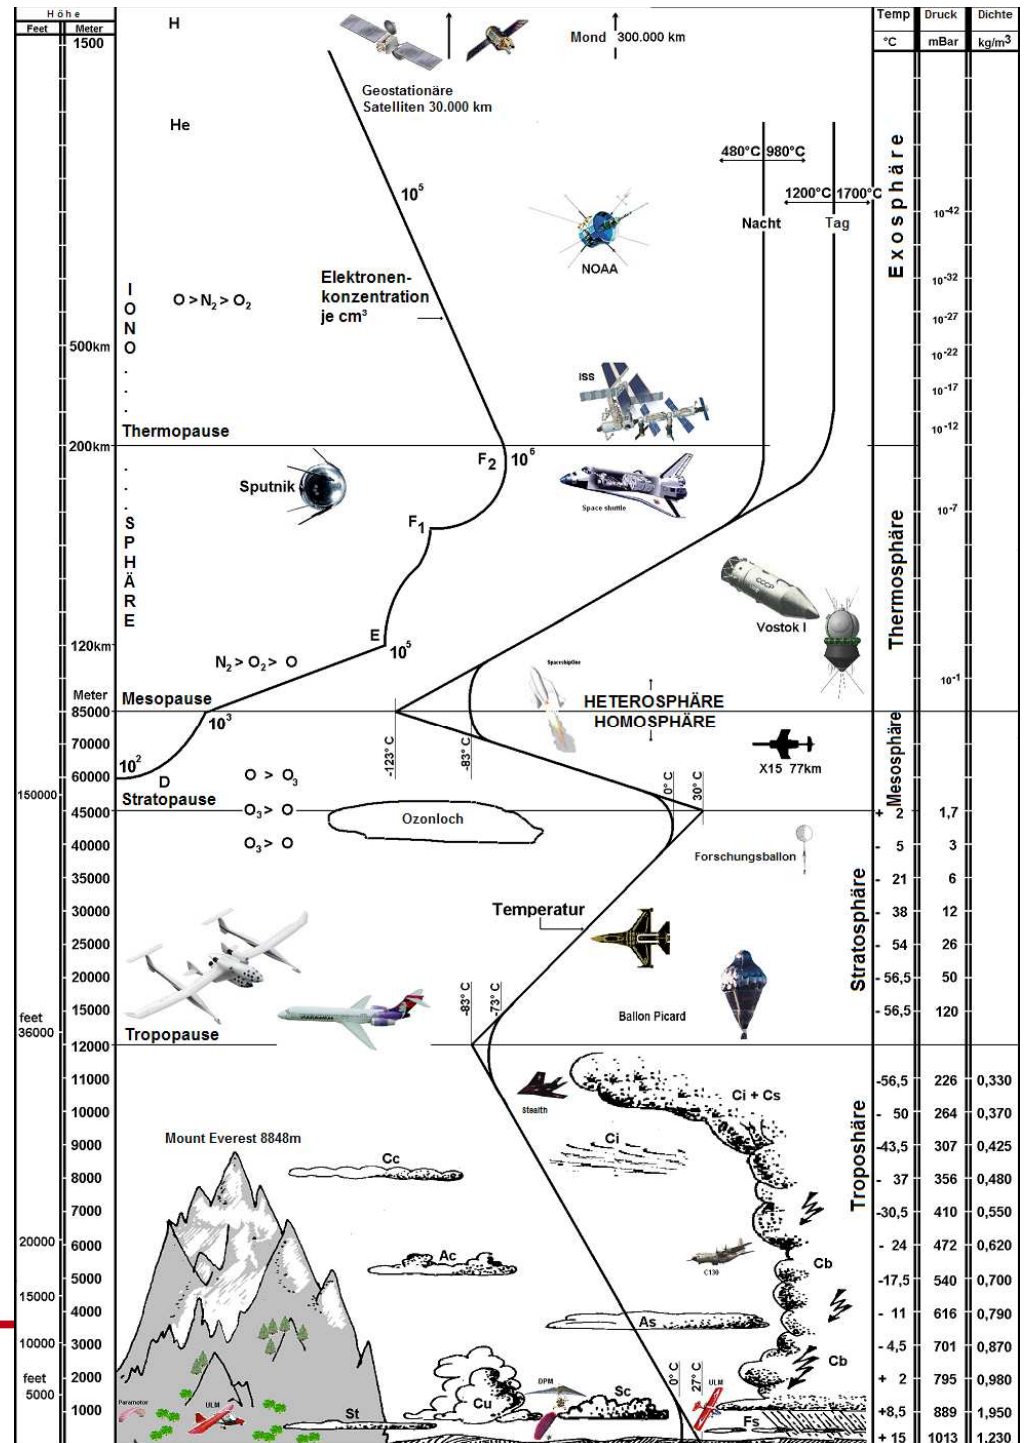 Höhe
Feet Meter
Temp Druck Dichte
°C mBar kg/m³
1500
H
Mond 300.000 km
Geostationäre
Satelliten 30.000 km
He
480°C 980°C
10⁵
1200°C 1700°C
Nacht Tag
10⁻⁴²
NOAA
Exosphäre
Elektronen-
konzentration
je cm³
10⁻³²
O > N₂ > O₂
10⁻²⁷
IONO...
500km
10⁻²²
ISS
10⁻¹⁷
10⁻¹²
Thermopause
200km
F₂ 10⁶
Sputnik
Space shuttle
10⁻⁷
F₁
...SPHÄRE
Thermosphäre
CCCP
Vostok I
E
120km
10⁵
N₂ > O₂ > O
SpaceshipOne
10⁻¹
Meter
Mesopause
HETEROSPHÄRE
85000
HOMOSPHÄRE
10³
70000
-123° C -83° C
X15 77km
Mesosphäre
10²
60000
D
O > O₃
0° C 30° C
150000
Stratopause
45000 O₃ > O Ozonloch + 2 1,7
40000 O₃ > O - 5 3
Forschungsballon
35000 - 21 6
Stratosphäre
30000 - 38 12
Temperatur
25000 - 54 26
20000 -56,5 50
-83° C -73° C
15000 -56,5 120
Ballon Picard
feet
36000
Tropopause
12000
11000 -56,5 226 0,330
Stealth
Ci + Cs
10000 - 50 264 0,370
Mount Everest 8848m
Ci
9000 -43,5 307 0,425
Cc
8000 - 37 356 0,480
Troposhäre
7000 -30,5 410 0,550
20000
6000 - 24 472 0,620
Ac
C130
Cb
5000 -17,5 540 0,700
15000
4000 - 11 616 0,790
As
10000
3000 - 4,5 701 0,870
Cb
feet
2000 + 2 795 0,980
5000
0° C 27° C
DPM
ULM
Paramotor
ULM
Cu
Sc
1000 +8,5 889 1,950
St
Fs
+ 15 1013 1,230